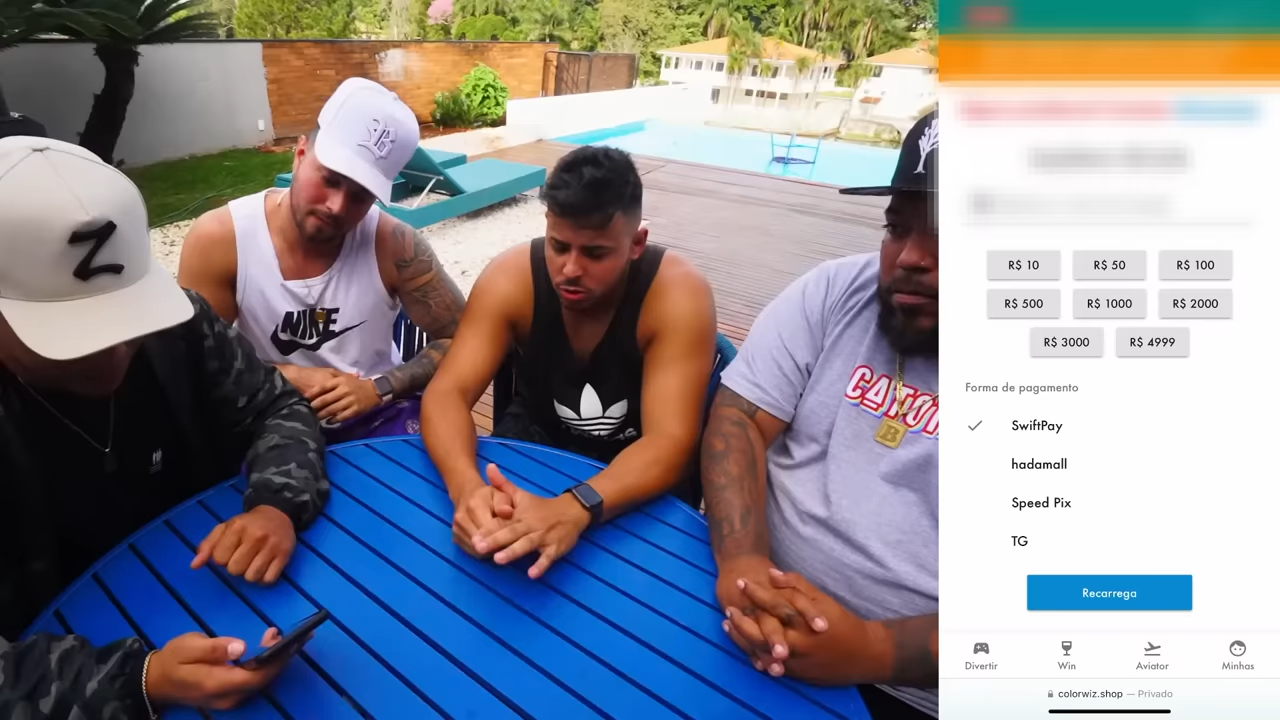 Z
B
NIKE
adidas
B
R$ 10
R$ 50
R$ 100
R$ 500
R$ 1000
R$ 2000
R$ 3000
R$ 4999
Forma de pagamento
SwiftPay
hadamall
Speed Pix
TG
Recarrega
Divertir
Win
Aviator
Minhas
colorwiz.shop — Privado